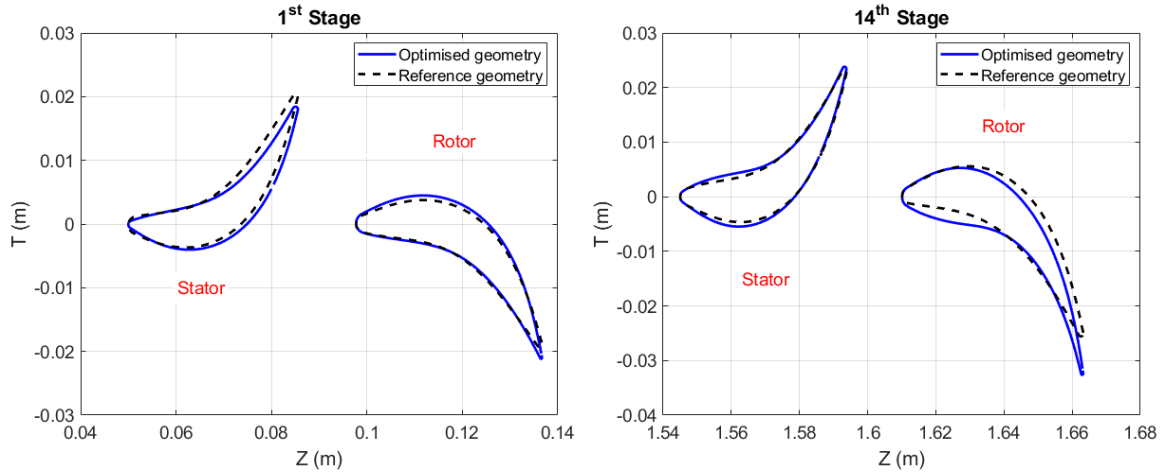 1st Stage
0.03
0.02
0.01
0
-0.01
-0.02
-0.03
T (m)
Optimised geometry
Reference geometry
Rotor
Stator
0.04
0.06
0.08
0.1
0.12
0.14
Z (m)
14th Stage
0.03
0.02
0.01
0
-0.01
-0.02
-0.03
-0.04
T (m)
Optimised geometry
Reference geometry
Rotor
Stator
1.54
1.56
1.58
1.6
1.62
1.64
1.66
1.68
Z (m)